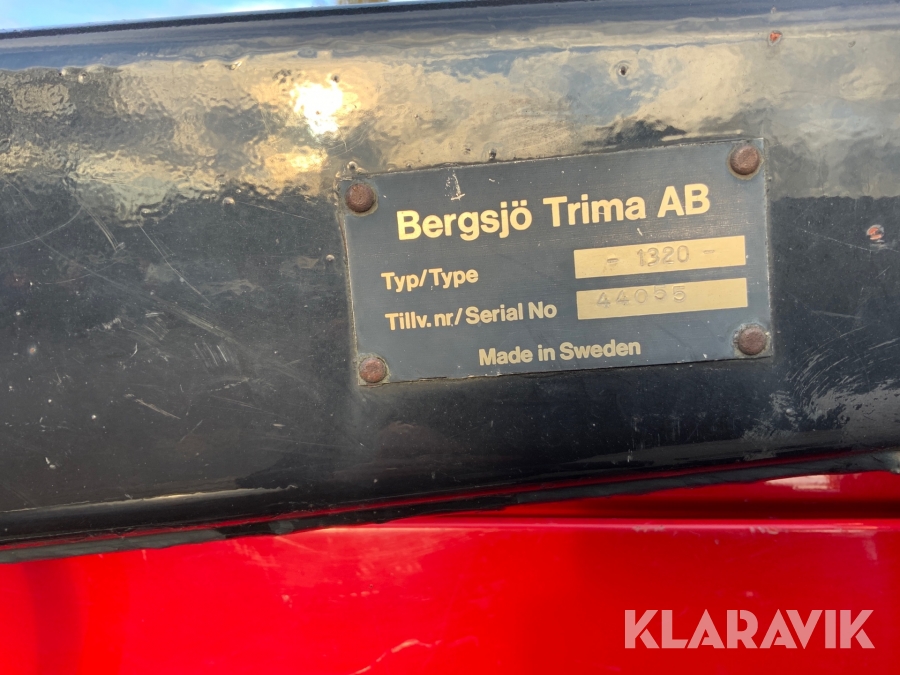 Bergsjö Trima AB
Typ/Type - 1320 -
Tillv.nr/Serial No 44055
Made in Sweden
KLARAVIK